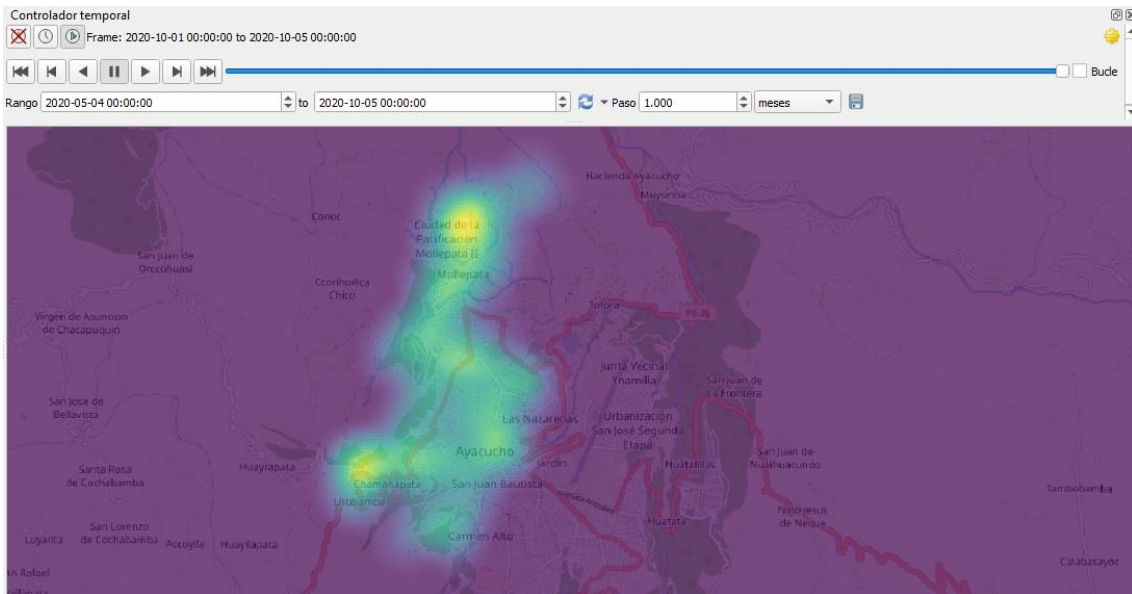 Controlador temporal
Frame: 2020-10-01 00:00:00 to 2020-10-05 00:00:00
Bucle
Rango 2020-05-04 00:00:00 to 2020-10-05 00:00:00 Paso 1.000 meses
Hacienda Ayacucho
Muyurina
Conoc
Ciudad de la
Pacificacion
Mollepata II
San Juan de
Orccohuasi
Mollepata
Ccorihuillca
Chico
Totora
PE-3S
Virgen de Asuncion
de Chacapuquio
Junta Vecinal
Yhamilla
San Juan de
La Frontera
San Jose de
Bellavista
Las Nazarenas
Urbanizacion
San José Segunda
Etapa
Ayacucho
Jardin
Huatatillas
San Juan de
Ñuaihuacundo
Santa Rosa
de Cochabamba
Huayrapata
Chamanapata
San Juan Bautista
Urubamba
Tambobamba
Huatata
Niño Jesus
de Ñeque
San Lorenzo
de Cochabamba
Luyanta
Accoylla
Huayllapata
Carmen Alto
Calabasayoc
an Rafael